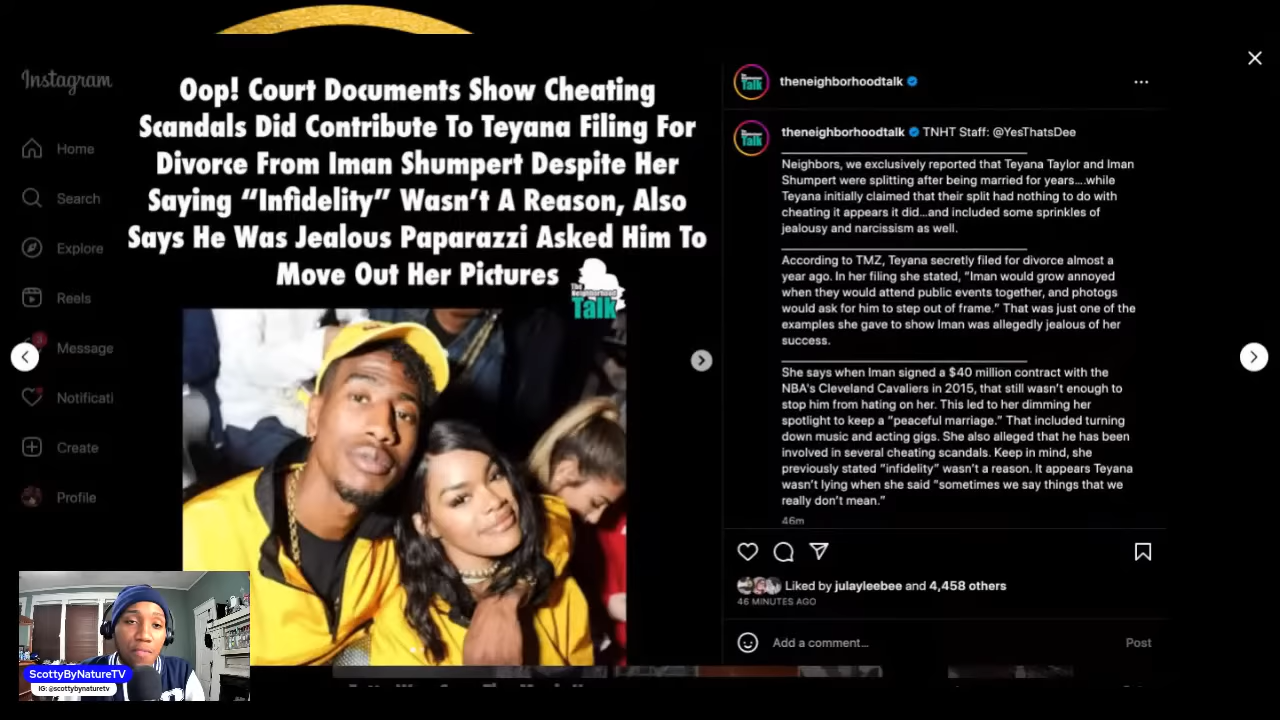 Instagram
Home
Search
Explore
Reels
Message
Notificati
Create
Profile
Oop! Court Documents Show Cheating
Scandals Did Contribute To Teyana Filing For
Divorce From Iman Shumpert Despite Her
Saying “Infidelity” Wasn’t A Reason, Also
Says He Was Jealous Paparazzi Asked Him To
Move Out Her Pictures
The
Neighborhood
Talk
theneighborhoodtalk
theneighborhoodtalk TNHT Staff: @YesThatsDee
Neighbors, we exclusively reported that Teyana Taylor and Iman
Shumpert were splitting after being married for years....while
Teyana initially claimed that their split had nothing to do with
cheating it appears it did...and included some sprinkles of
jealousy and narcissism as well.
According to TMZ, Teyana secretly filed for divorce almost a
year ago. In her filing she stated, "Iman would grow annoyed
when they would attend public events together, and photogs
would ask for him to step out of frame.” That was just one of the
examples she gave to show Iman was allegedly jealous of her
success.
She says when Iman signed a $40 million contract with the
NBA's Cleveland Cavaliers in 2015, that still wasn’t enough to
stop him from hating on her. This led to her dimming her
spotlight to keep a “peaceful marriage.” That included turning
down music and acting gigs. She also alleged that he has been
involved in several cheating scandals. Keep in mind, she
previously stated “infidelity” wasn’t a reason. It appears Teyana
wasn’t lying when she said “sometimes we say things that we
really don’t mean.”
46m
Liked by julayleebee and 4,458 others
46 MINUTES AGO
Add a comment...
Post
ScottyByNatureTV
IG: @scottybynaturetv